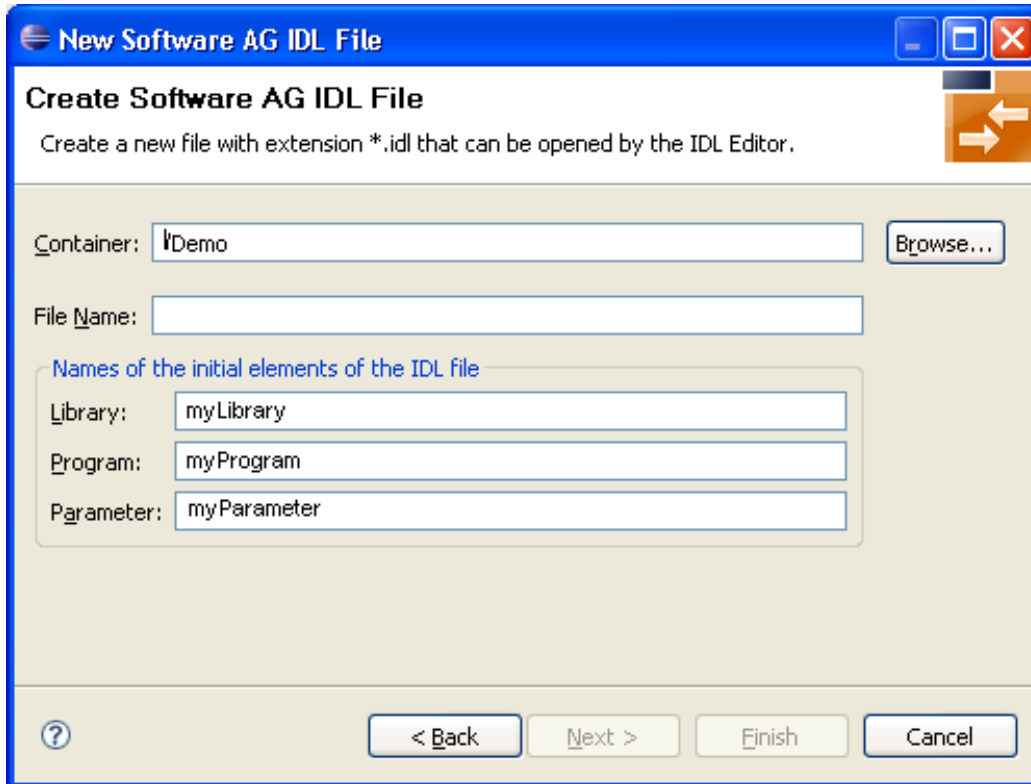 New Software AG IDL File
Create Software AG IDL File
Create a new file with extension *.idl that can be opened by the IDL Editor.
Container: /Demo Browse...
File Name:
Names of the initial elements of the IDL file
Library: myLibrary
Program: myProgram
Parameter: myParameter
? < Back Next > Finish Cancel